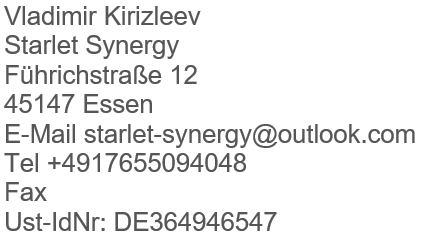 Vladimir Kirizleev
Starlet Synergy
Führichstraße 12
45147 Essen
E-Mail starlet-synergy@outlook.com
Tel +4917655094048
Fax
Ust-IdNr: DE364946547